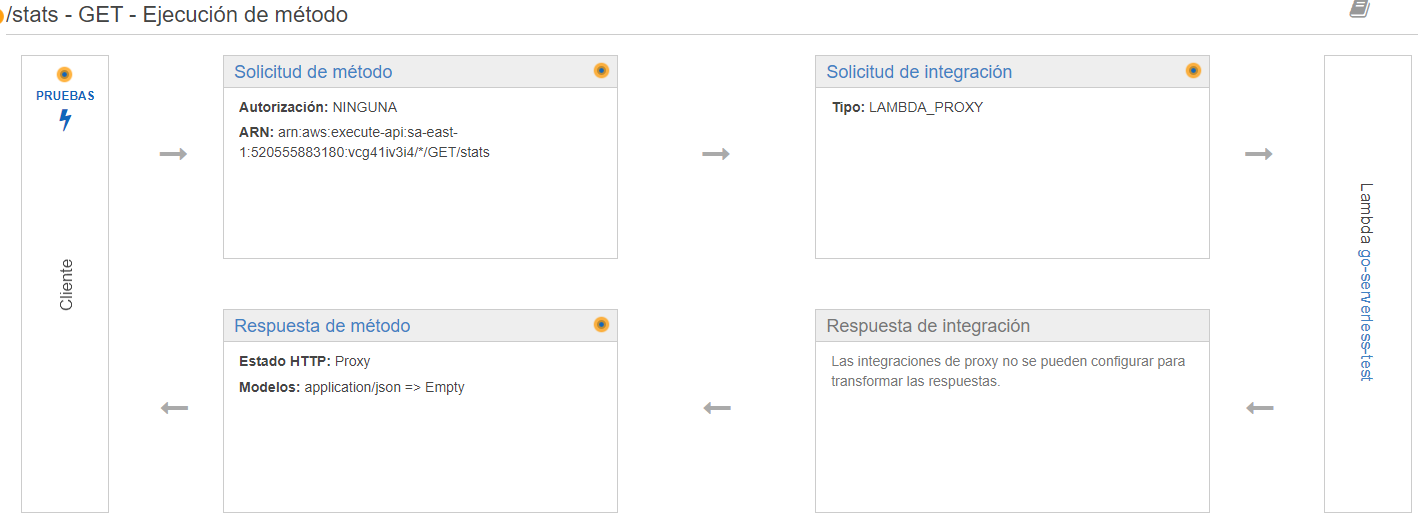 /stats - GET - Ejecución de método
PRUEBAS
Cliente
Solicitud de método
Autorización: NINGUNA
ARN: arn:aws:execute-api:sa-east-
1:520555883180:vcg41iv3i4/*/GET/stats
Solicitud de integración
Tipo: LAMBDA_PROXY
Lambda go-serverless-test
Respuesta de método
Estado HTTP: Proxy
Modelos: application/json => Empty
Respuesta de integración
Las integraciones de proxy no se pueden configurar para
transformar las respuestas.